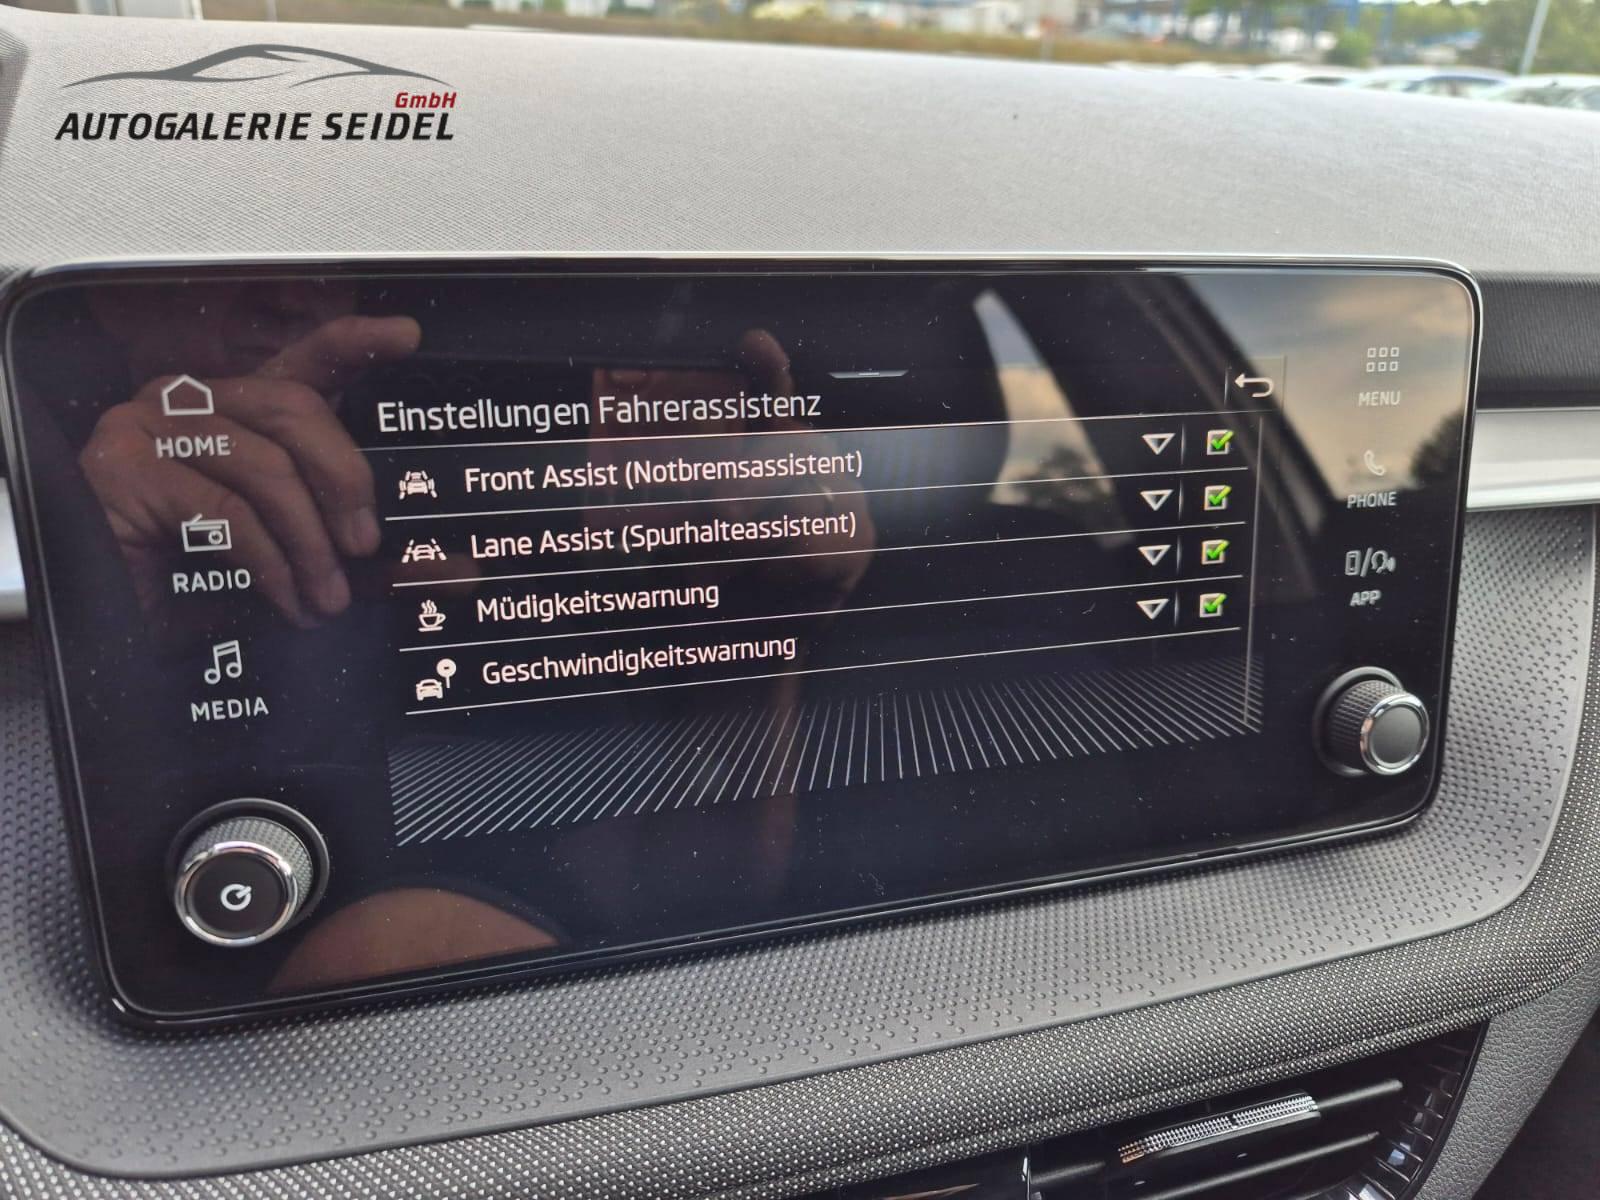 GmbH
AUTOGALERIE SEIDEL
Einstellungen Fahrerassistenz
Front Assist (Notbremsassistent)
Lane Assist (Spurhalteassistent)
Müdigkeitswarnung
Geschwindigkeitswarnung
HOME
RADIO
MEDIA
MENU
PHONE
APP